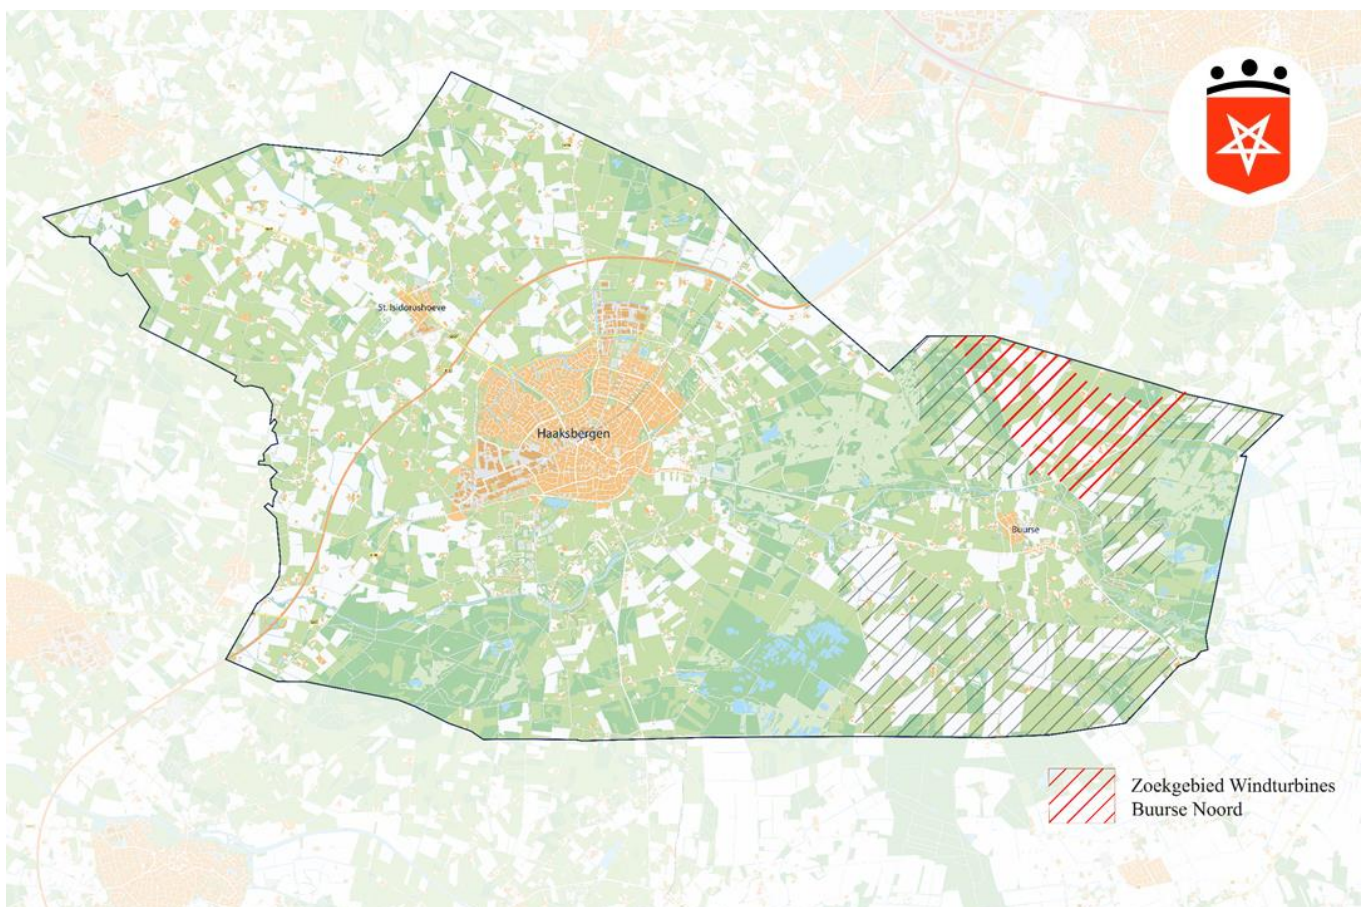 St. Isidorushoeve
Haaksbergen
Buurse
Zoekgebied Windturbines
Buurse Noord